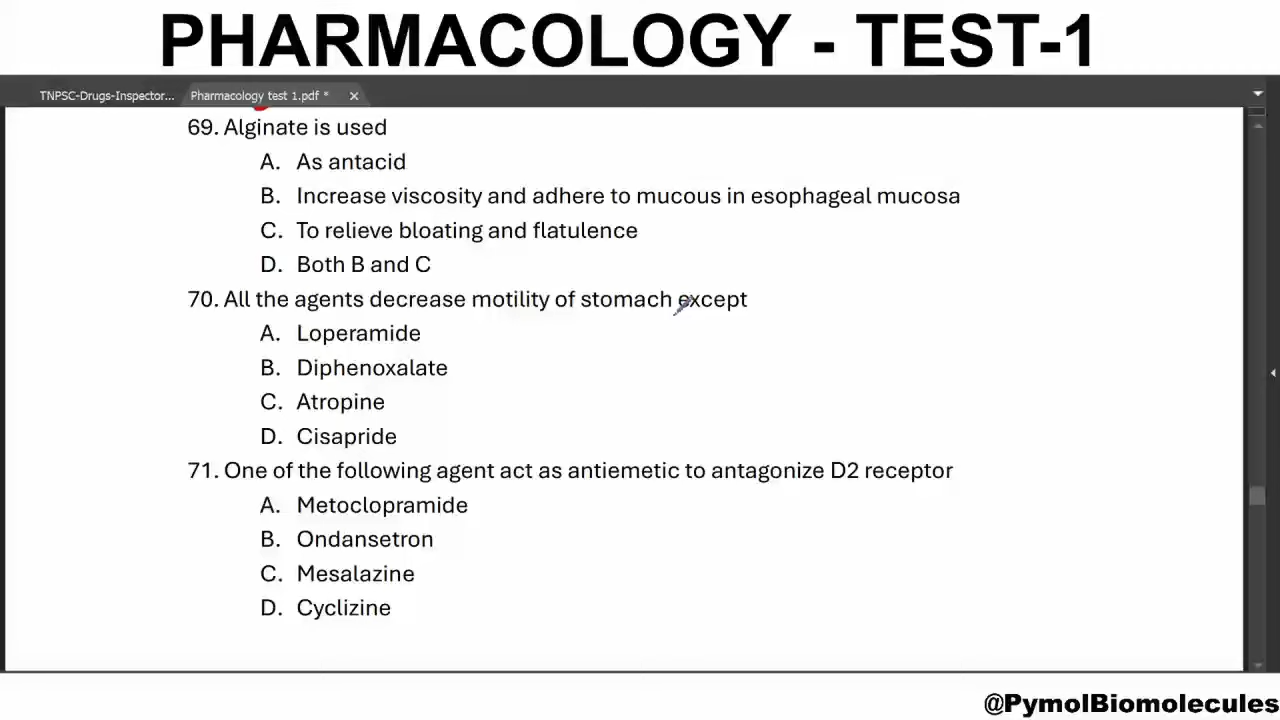 PHARMACOLOGY - TEST-1
TNPSC-Drugs-Inspector... Pharmacology test 1.pdf *
69. Alginate is used
A. As antacid
B. Increase viscosity and adhere to mucous in esophageal mucosa
C. To relieve bloating and flatulence
D. Both B and C
70. All the agents decrease motility of stomach except
A. Loperamide
B. Diphenoxalate
C. Atropine
D. Cisapride
71. One of the following agent act as antiemetic to antagonize D2 receptor
A. Metoclopramide
B. Ondansetron
C. Mesalazine
D. Cyclizine
@PymolBiomolecules